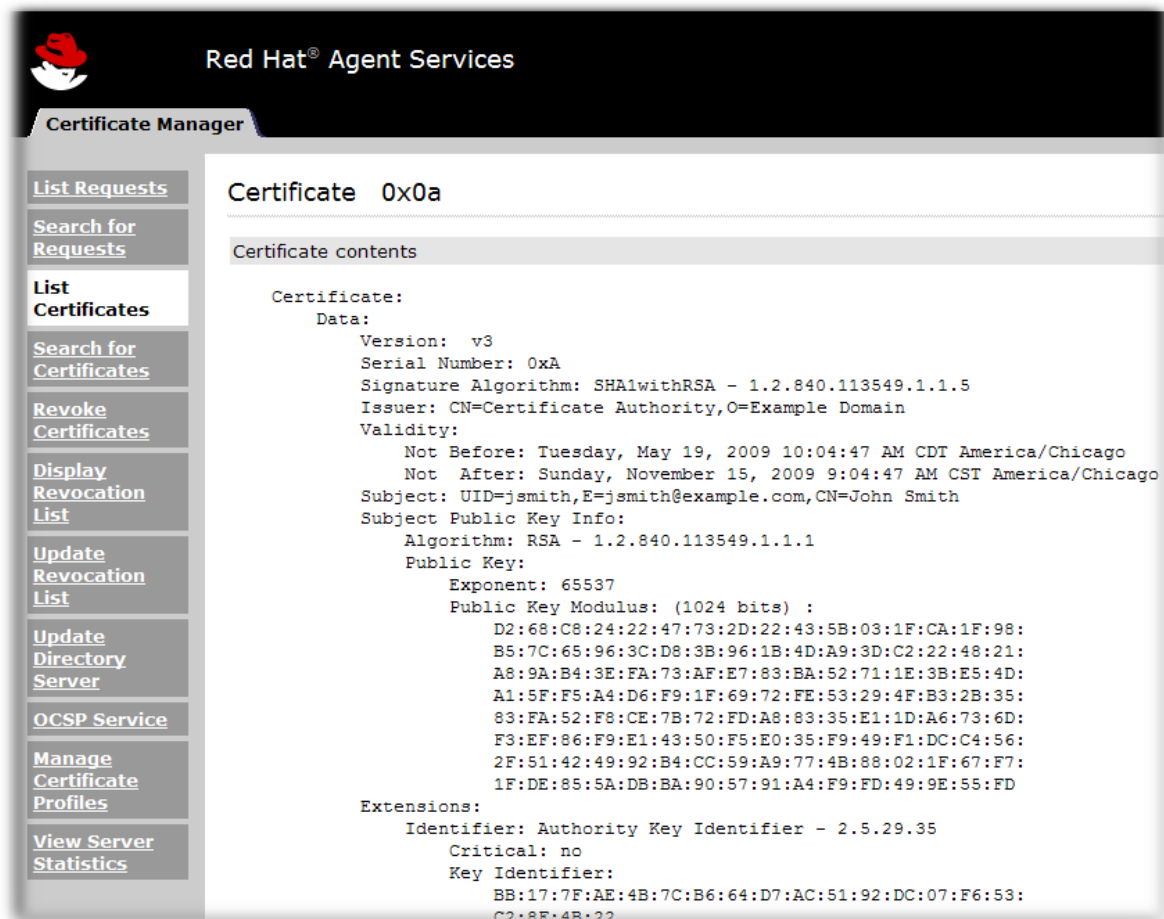 Red Hat® Agent Services
Certificate Manager
List Requests
Search for
Requests
List
Certificates
Search for
Certificates
Revoke
Certificates
Display
Revocation
List
Update
Revocation
List
Update
Directory
Server
OCSP Service
Manage
Certificate
Profiles
View Server
Statistics
Certificate 0x0a
Certificate contents
Certificate:
Data:
Version: v3
Serial Number: 0xA
Signature Algorithm: SHA1withRSA - 1.2.840.113549.1.1.5
Issuer: CN=Certificate Authority,O=Example Domain
Validity:
Not Before: Tuesday, May 19, 2009 10:04:47 AM CDT America/Chicago
Not After: Sunday, November 15, 2009 9:04:47 AM CST America/Chicago
Subject: UID=jsmith,E=jsmith@example.com,CN=John Smith
Subject Public Key Info:
Algorithm: RSA - 1.2.840.113549.1.1.1
Public Key:
Exponent: 65537
Public Key Modulus: (1024 bits) :
D2:68:C8:24:22:47:73:2D:22:43:5B:03:1F:CA:1F:98:
B5:7C:65:96:3C:D8:3B:96:1B:4D:A9:3D:C2:22:48:21:
A8:9A:B4:3E:FA:73:AF:E7:83:BA:52:71:1E:3B:E5:4D:
A1:5F:F5:A4:D6:F9:1F:69:72:FE:53:29:4F:B3:2B:35:
83:FA:52:F8:CE:7B:72:FD:A8:83:35:E1:1D:A6:73:6D:
F3:EF:86:F9:E1:43:50:F5:E0:35:F9:49:F1:DC:C4:56:
2F:51:42:49:92:B4:CC:59:A9:77:4B:88:02:1F:67:F7:
1F:DE:85:5A:DB:BA:90:57:91:A4:F9:FD:49:9E:55:FD
Extensions:
Identifier: Authority Key Identifier - 2.5.29.35
Critical: no
Key Identifier:
BB:17:7F:AE:4B:7C:B6:64:D7:AC:51:92:DC:07:F6:53:
C2:8F:4B:22